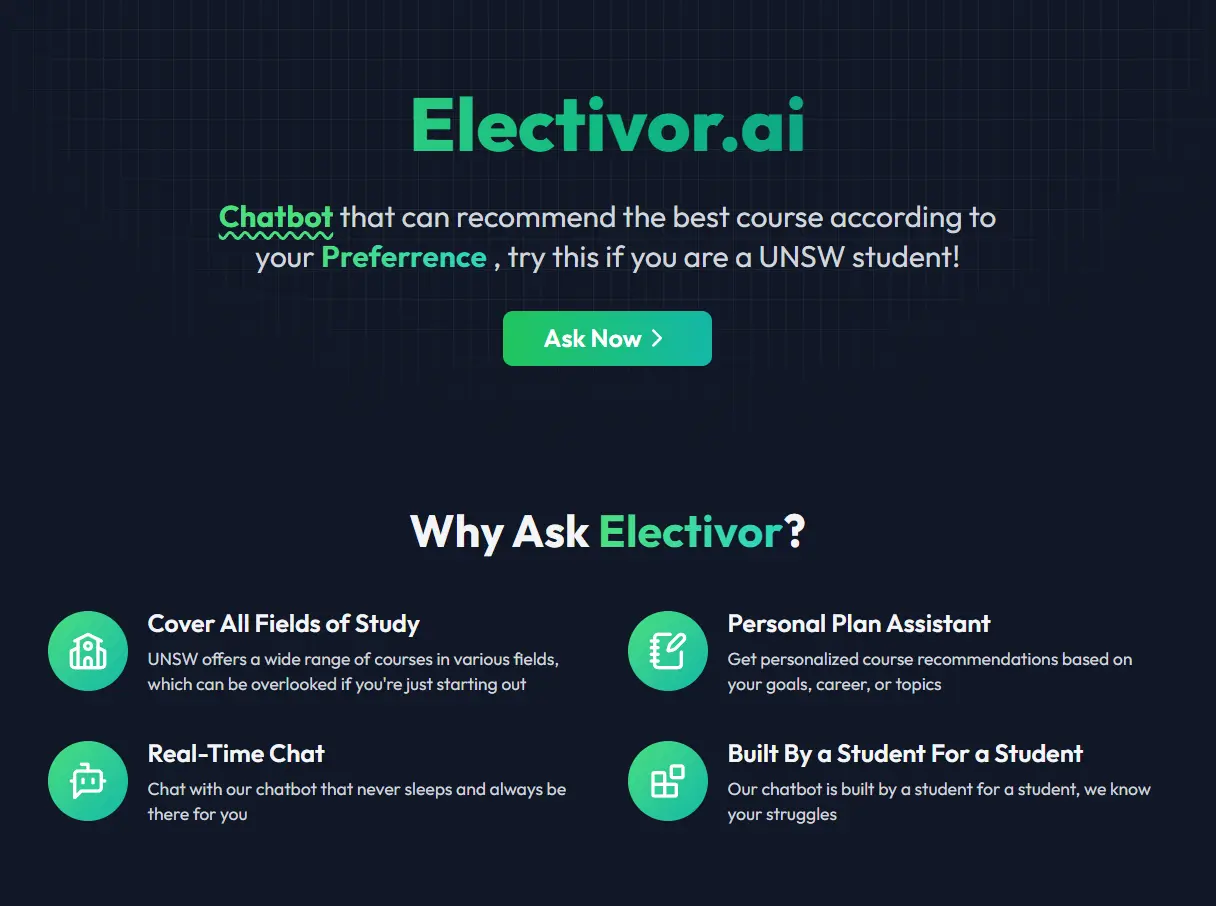 Electivor.ai
Chatbot that can recommend the best course according to
your Preferrence , try this if you are a UNSW student!
Ask Now
Why Ask Electivor?
Cover All Fields of Study
UNSW offers a wide range of courses in various fields,
which can be overlooked if you're just starting out
Personal Plan Assistant
Get personalized course recommendations based on
your goals, career, or topics
Real-Time Chat
Chat with our chatbot that never sleeps and always be
there for you
Built By a Student For a Student
Our chatbot is built by a student for a student, we know
your struggles